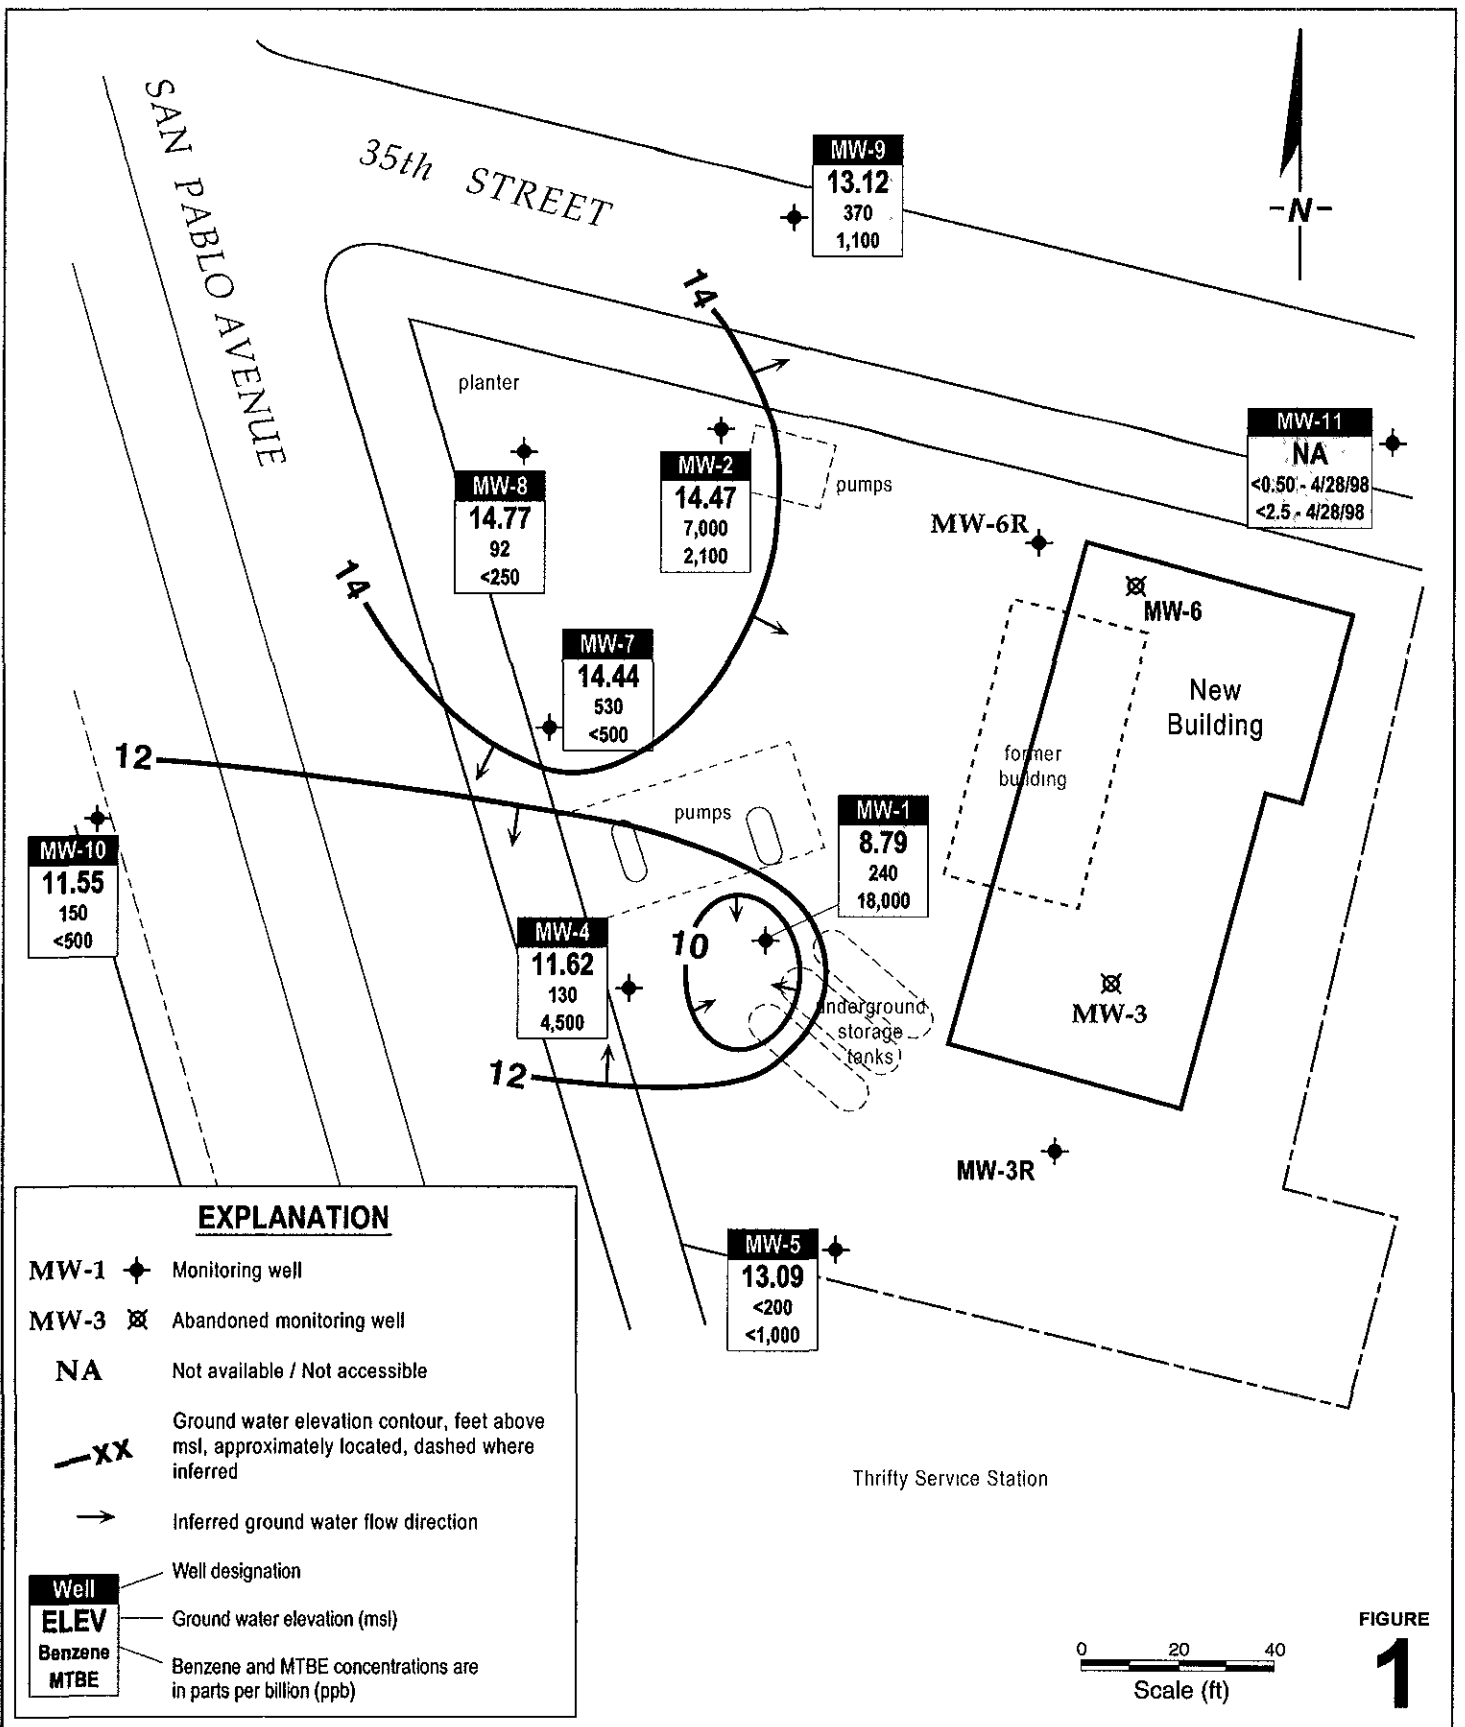 SAN PABLO AVENUE
35th STREET
MW-9
13.12
370
1,100
-N-
14
planter
MW-8
14.77
92
<250
MW-2
14.47
7,000
2,100
pumps
MW-11
NA
<0.50 - 4/28/98
<2.5 - 4/28/98
MW-6R
MW-6
14
MW-7
14.44
530
<500
New
Building
former
building
12
pumps
MW-1
8.79
240
18,000
MW-10
11.55
150
<500
MW-4
11.62
130
4,500
10
underground
storage
tanks
MW-3
12
MW-3R
MW-5
13.09
<200
<1,000
EXPLANATION
MW-1 Monitoring well
MW-3 Abandoned monitoring well
NA Not available / Not accessible
XX Ground water elevation contour, feet above
msl, approximately located, dashed where
inferred
Inferred ground water flow direction
Well
ELEV
Benzene
MTBE
Well designation
Ground water elevation (msl)
Benzene and MTBE concentrations are
in parts per billion (ppb)
Thrifty Service Station
0 20 40
Scale (ft)
FIGURE
1